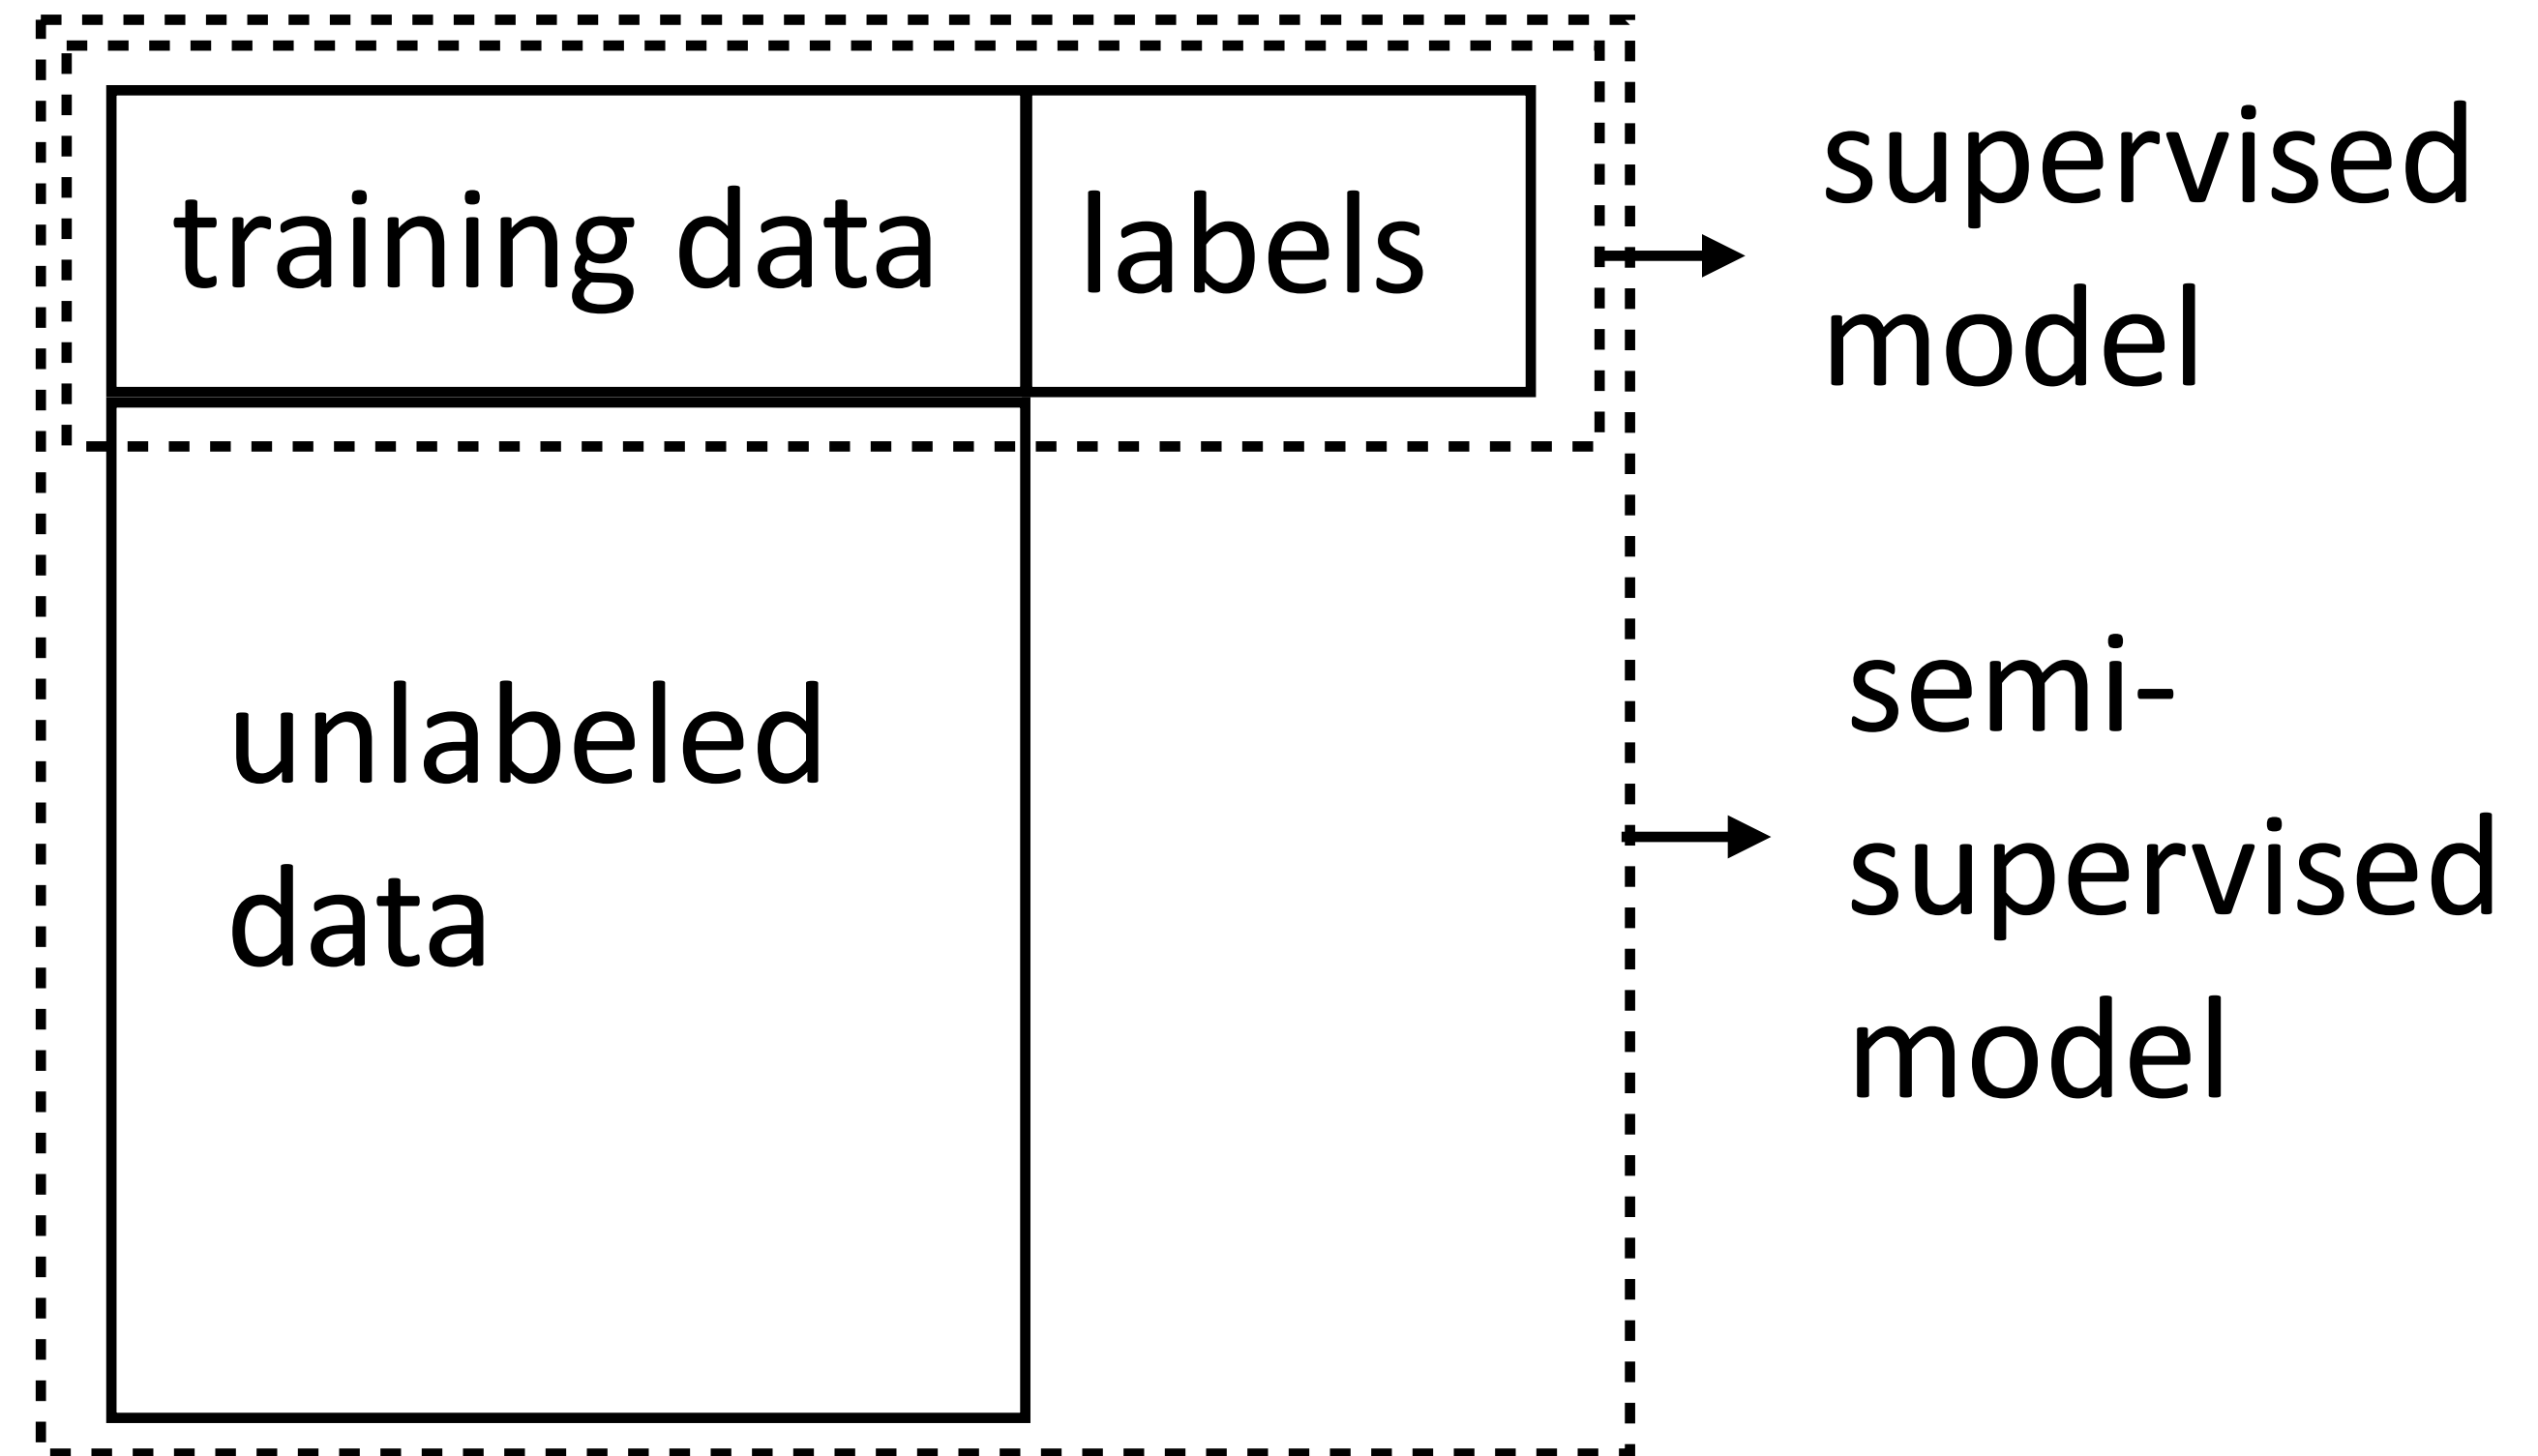 training data
labels
supervised
model
unlabeled
data
semi-
supervised
model